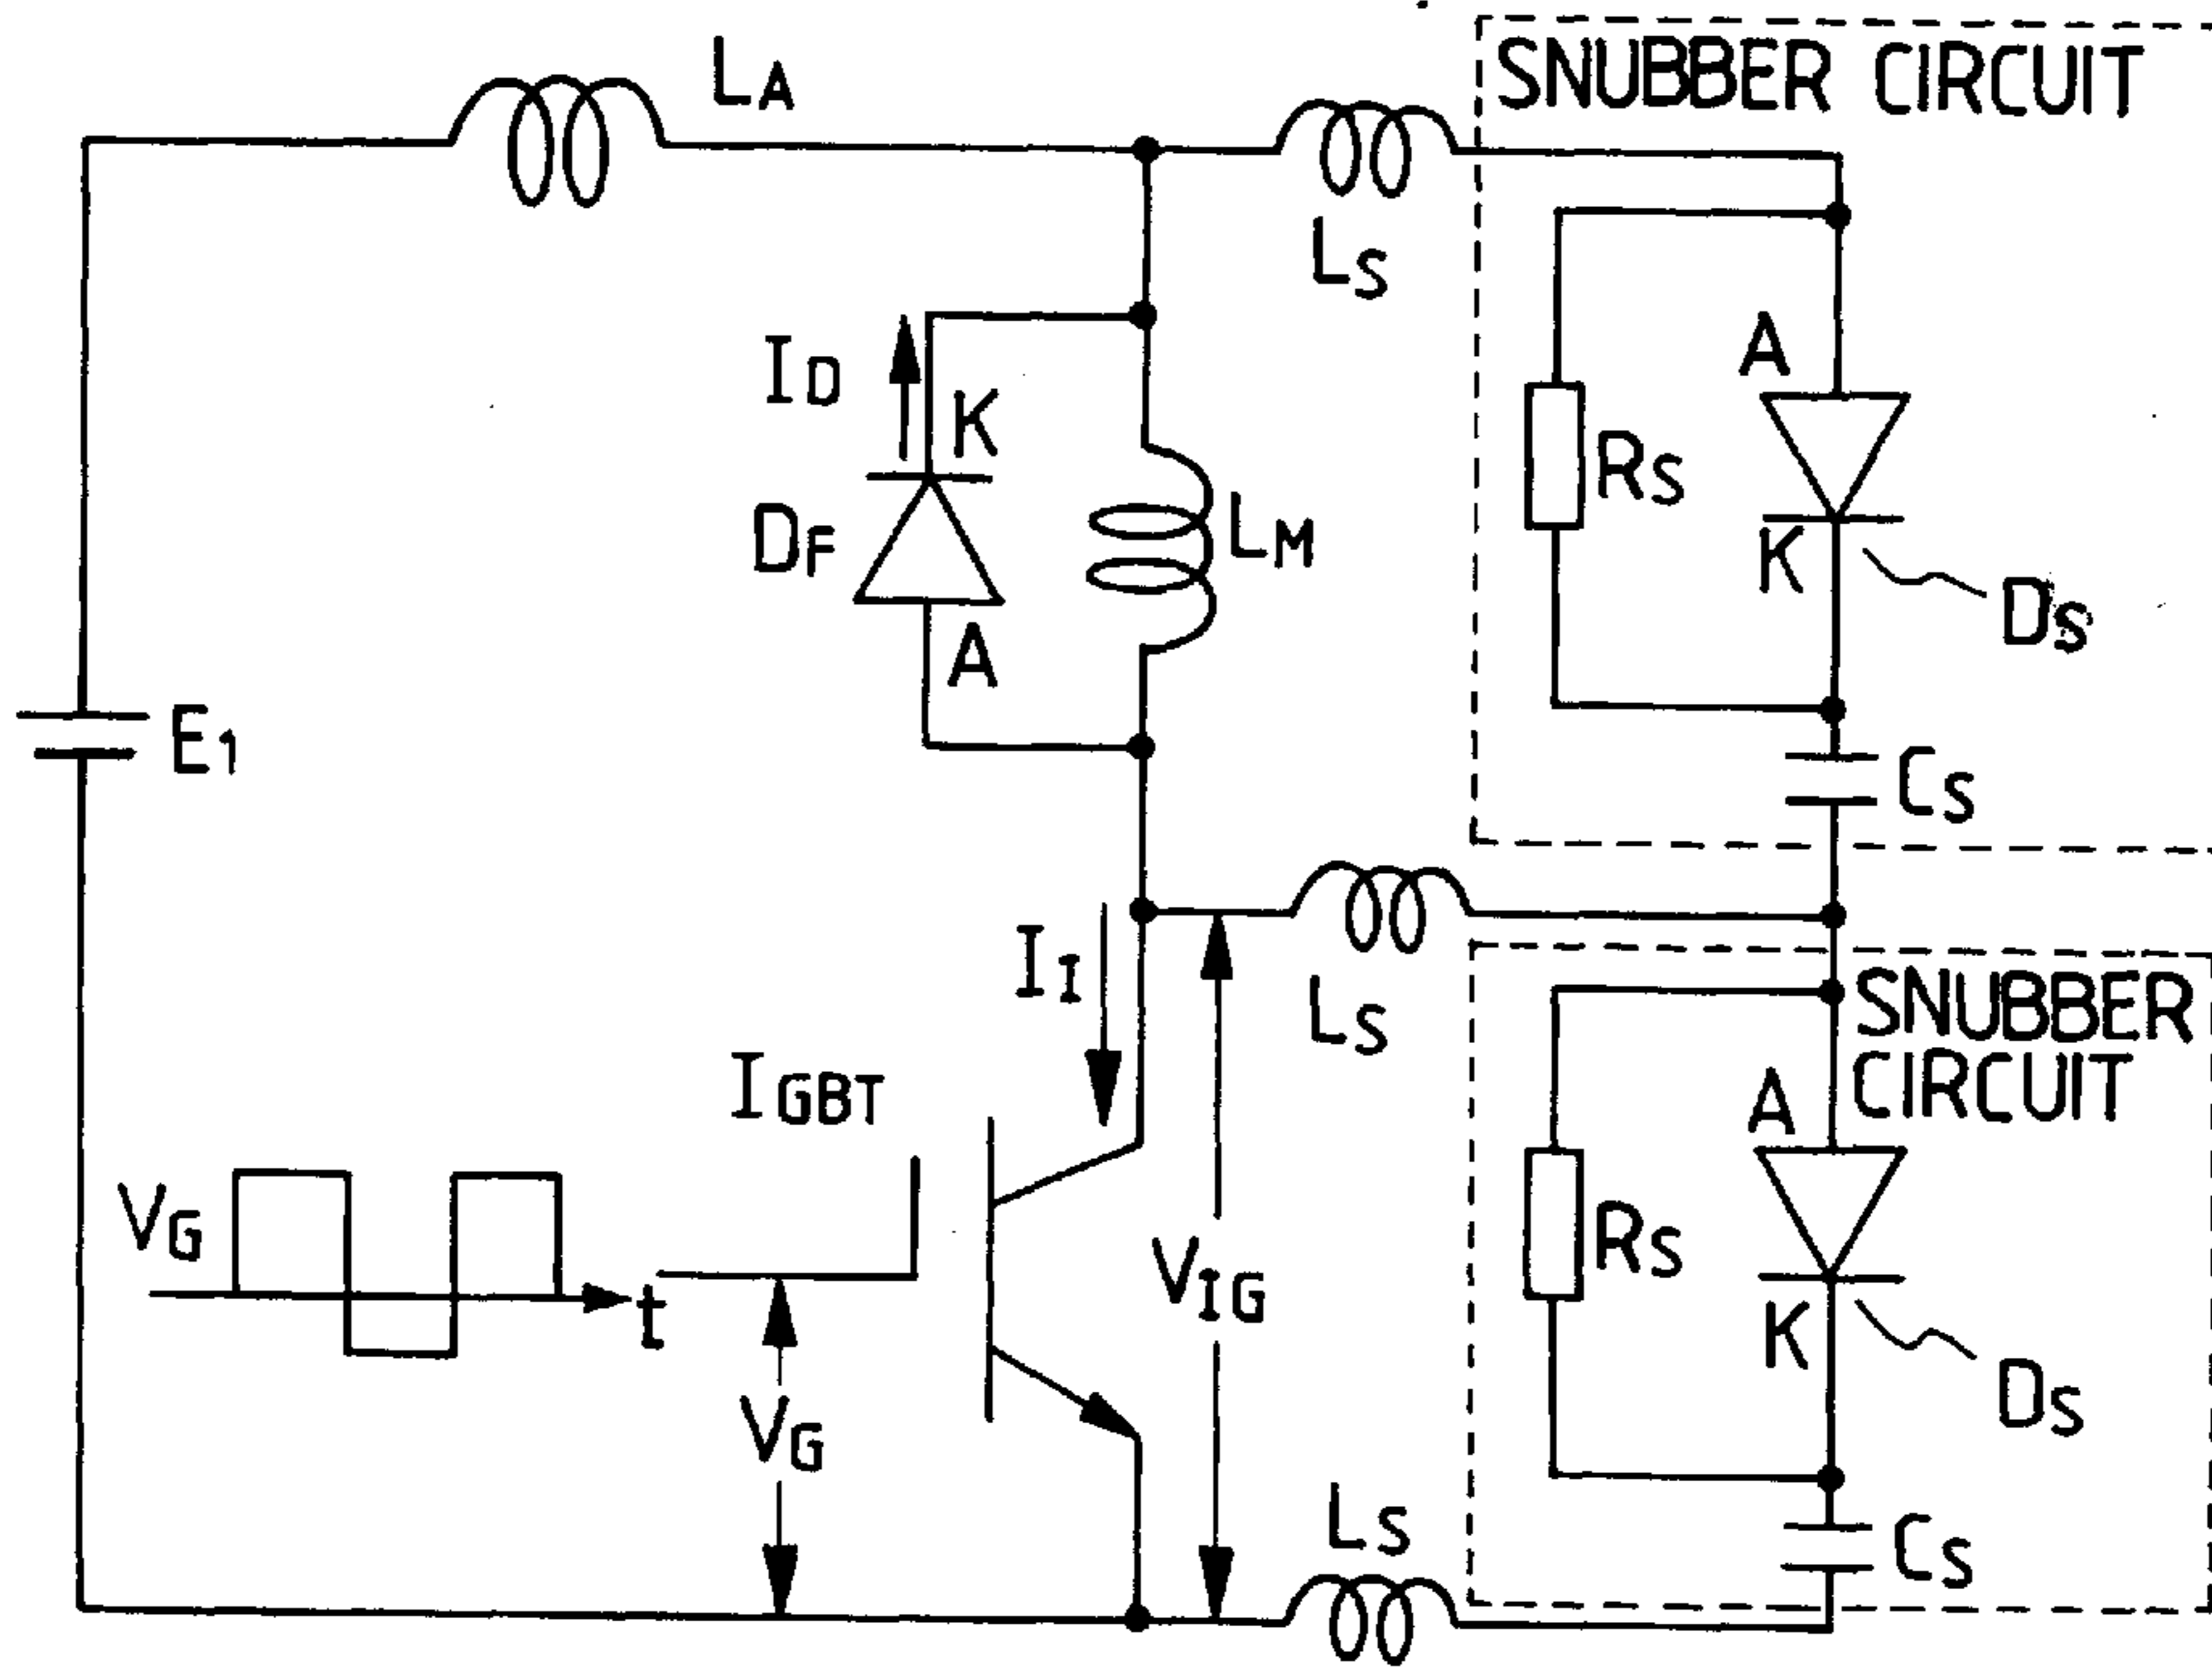 LA
SNUBBER CIRCUIT
LS
ID
K
DF
A
LM
A
RS
K
DS
E1
CS
II
LS
SNUBBER
CIRCUIT
IGBT
A
VG
t
VIG
RS
K
DS
VG
LS
CS